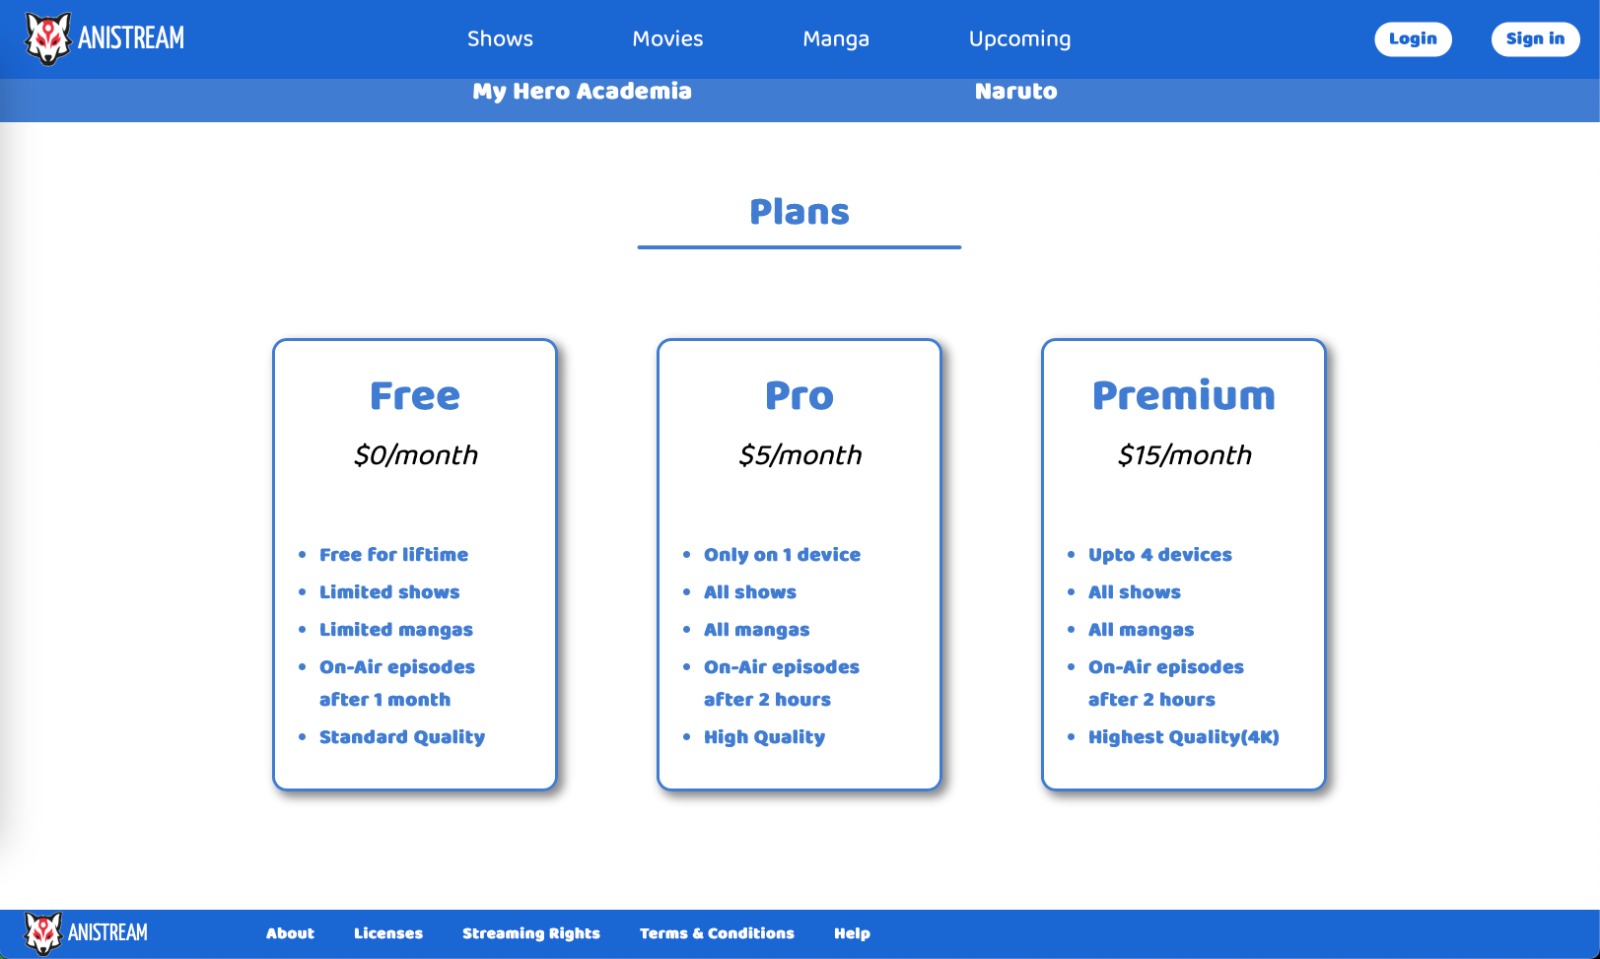 ANISTREAM
Shows
Movies
Manga
Upcoming
Login
Sign in
My Hero Academia
Naruto
Plans
Free
$0/month
• Free for liftime
• Limited shows
• Limited mangas
• On-Air episodes
after 1 month
• Standard Quality
Pro
$5/month
• Only on 1 device
• All shows
• All mangas
• On-Air episodes
after 2 hours
• High Quality
Premium
$15/month
• Upto 4 devices
• All shows
• All mangas
• On-Air episodes
after 2 hours
• Highest Quality(4K)
ANISTREAM
About
Licenses
Streaming Rights
Terms & Conditions
Help